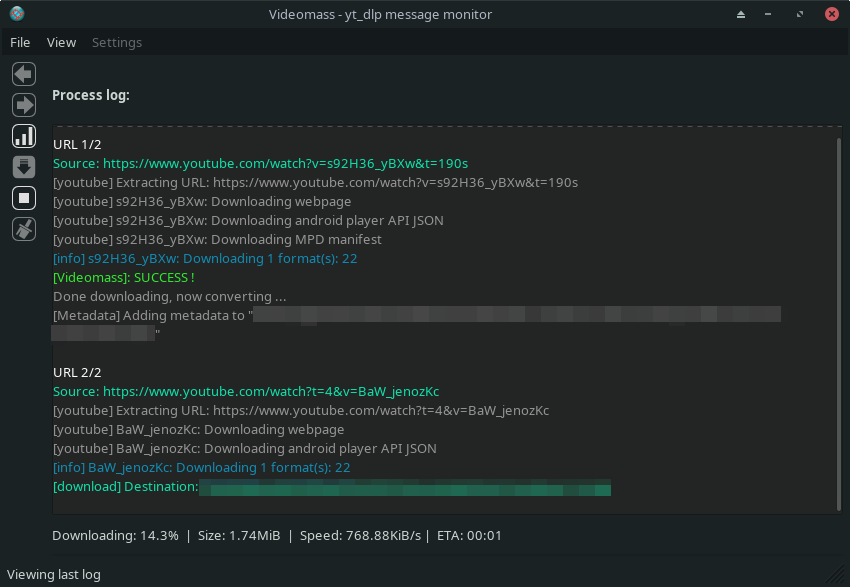 Videomass - yt_dlp message monitor
File View Settings
Process log:
URL 1/2
Source: https://www.youtube.com/watch?v=s92H36_yBXw&t=190s
[youtube] Extracting URL: https://www.youtube.com/watch?v=s92H36_yBXw&t=190s
[youtube] s92H36_yBXw: Downloading webpage
[youtube] s92H36_yBXw: Downloading android player API JSON
[youtube] s92H36_yBXw: Downloading MPD manifest
[info] s92H36_yBXw: Downloading 1 format(s): 22
[Videomass]: SUCCESS !
Done downloading, now converting ...
[Metadata] Adding metadata to "
"
URL 2/2
Source: https://www.youtube.com/watch?t=4&v=BaW_jenozKc
[youtube] Extracting URL: https://www.youtube.com/watch?t=4&v=BaW_jenozKc
[youtube] BaW_jenozKc: Downloading webpage
[youtube] BaW_jenozKc: Downloading android player API JSON
[info] BaW_jenozKc: Downloading 1 format(s): 22
[download] Destination:
Downloading: 14.3% | Size: 1.74MiB | Speed: 768.88KiB/s | ETA: 00:01
Viewing last log